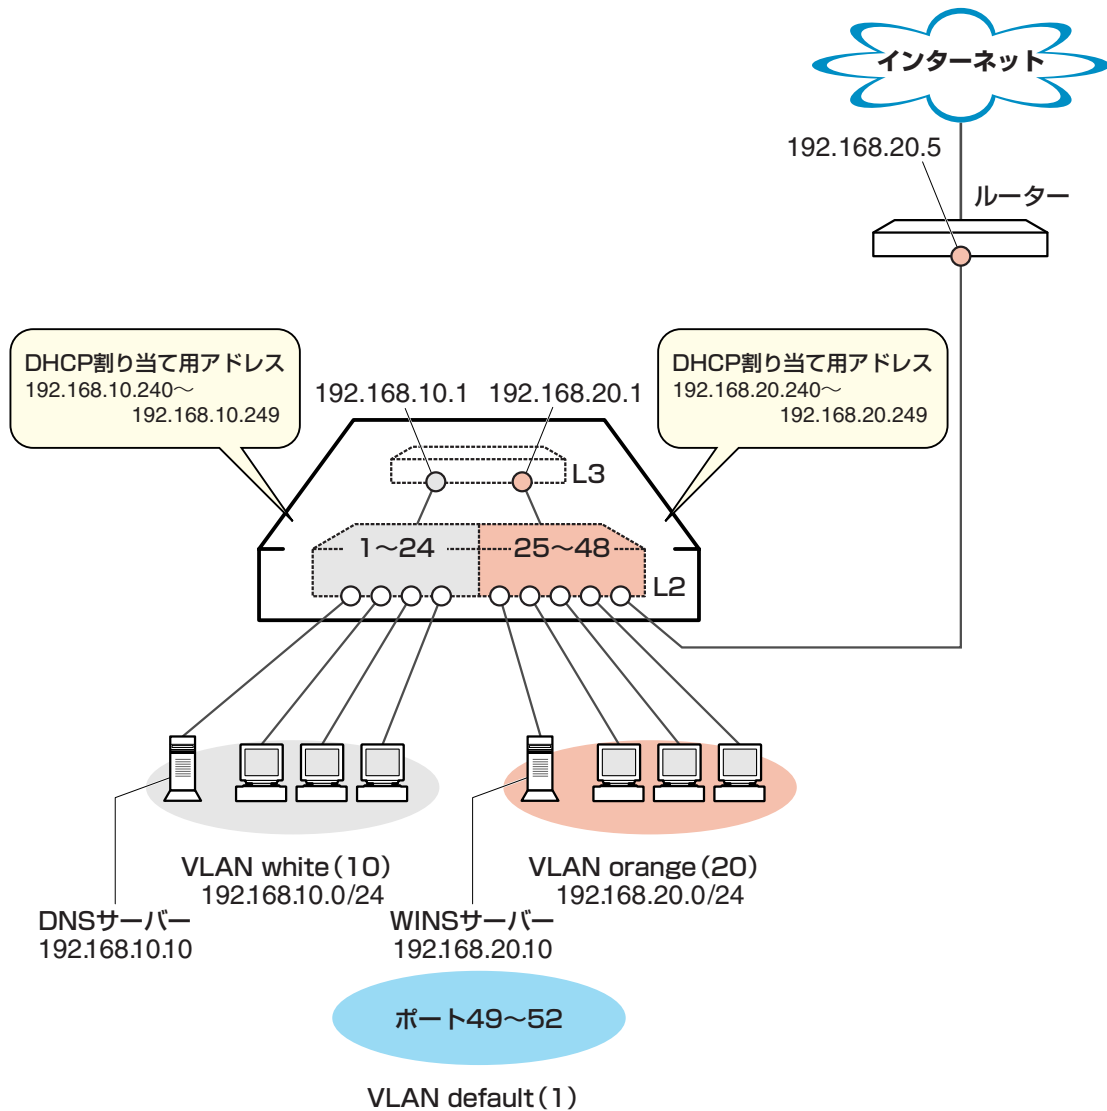 インターネット
192.168.20.5
ルーター
DHCP割り当て用アドレス
192.168.10.240～
192.168.10.249
192.168.10.1
192.168.20.1
DHCP割り当て用アドレス
192.168.20.240～
192.168.20.249
L3
1～24
25～48
L2
VLAN white(10)
192.168.10.0/24
VLAN orange(20)
192.168.20.0/24
DNSサーバー
192.168.10.10
WINSサーバー
192.168.20.10
ポート49～52
VLAN default(1)